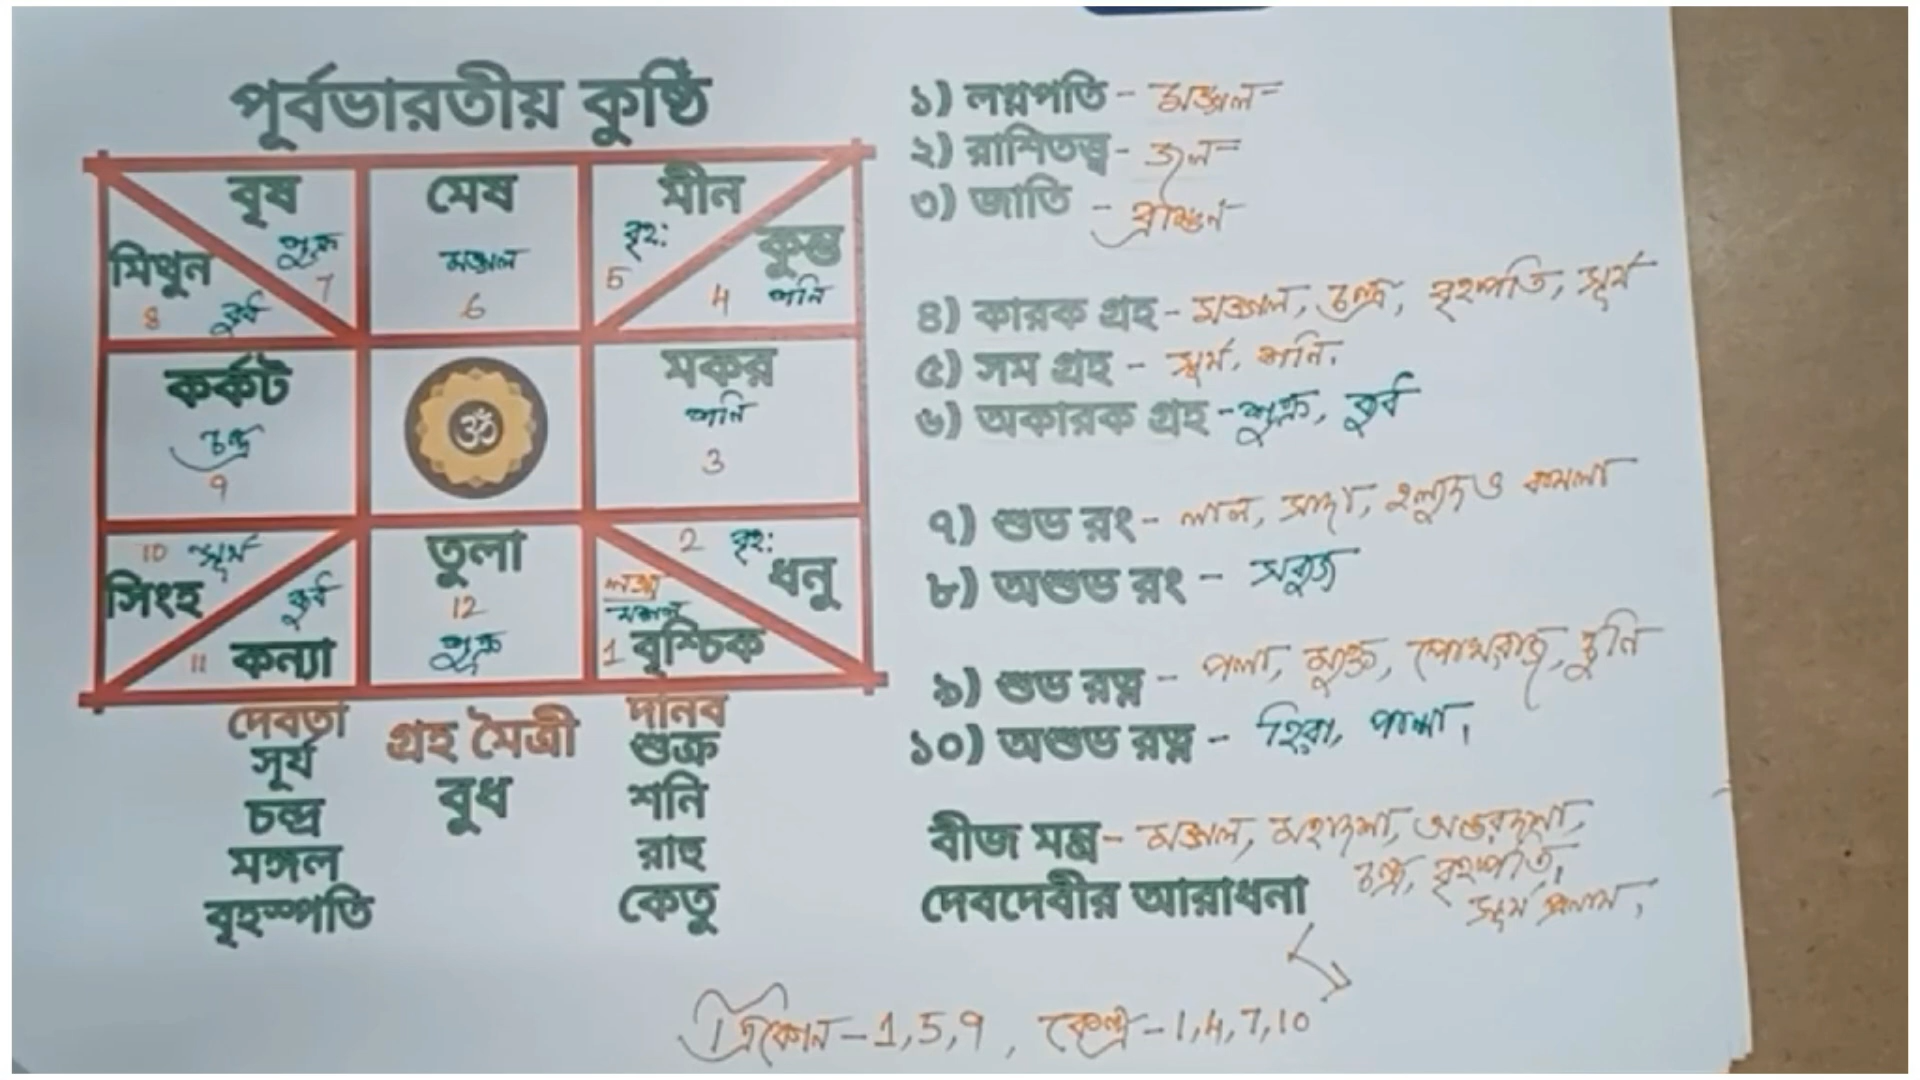 পূর্বভারতীয় কুষ্ঠি
বৃষ
শুক্র
7
মিথুন
8
বুধ
মেষ
মঙ্গল
6
মীন
বৃহঃ
5
কুম্ভ
4 শনি
কর্কট
চন্দ্র
9
ॐ
মকর
শনি
3
10 সূর্য
সিংহ
বুধ
11 কন্যা
তুলা
12
শুক্র
2 বৃহঃ
ধনু
লগ্ন
মঙ্গল
1 বৃশ্চিক
দেবতা
সূর্য
চন্দ্র
মঙ্গল
বৃহস্পতি
গ্রহ মৈত্রী
বুধ
দানব
শুক্র
শনি
রাহু
কেতু
১) লগ্নপতি - মঙ্গল
২) রাশিতত্ত্ব - জল
৩) জাতি - ব্রাহ্মণ
৪) কারক গ্রহ - মঙ্গল, চন্দ্র, বৃহস্পতি, সূর্য
৫) সম গ্রহ - সূর্য, শনি,
৬) অকারক গ্রহ - শুক্র, বুধ
৭) শুভ রং - লাল, সাদা, হলুদ ও কমলা
৮) অশুভ রং - সবুজ
৯) শুভ রত্ন - পলা, মুক্ত, পোখরাজ, চুনি
১০) অশুভ রত্ন - হিরা, পান্না,
বীজ মন্ত্র - মঙ্গল, মহাদশা, অন্তরদশা,
চন্দ্র, বৃহস্পতি,
সূর্য প্রণাম,
দেবদেবীর আরাধনা
ত্রিকোন - 1,5,9, কেন্দ্র - 1,4,7,10